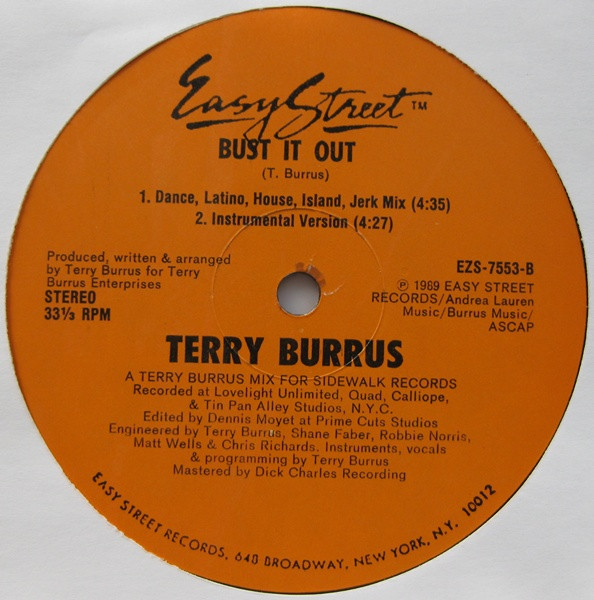 Easy Street™
BUST IT OUT
(T. Burrus)
1. Dance, Latino, House, Island, Jerk Mix (4:35)
2. Instrumental Version (4:27)
Produced, written & arranged
by Terry Burrus for Terry
Burrus Enterprises
STEREO
33⅓ RPM
EZS-7553-B
℗ 1989 EASY STREET
RECORDS/Andrea Lauren
Music/Burrus Music/
ASCAP
TERRY BURRUS
A TERRY BURRUS MIX FOR SIDEWALK RECORDS
Recorded at Lovelight Unlimited, Quad, Calliope,
& Tin Pan Alley Studios, N.Y.C.
Edited by Dennis Moyet at Prime Cuts Studios
Engineered by Terry Burrus, Shane Faber, Robbie Norris,
Matt Wells & Chris Richards. Instruments, vocals
& programming by Terry Burrus
Mastered by Dick Charles Recording
EASY STREET RECORDS, 648 BROADWAY, NEW YORK, N.Y. 10012